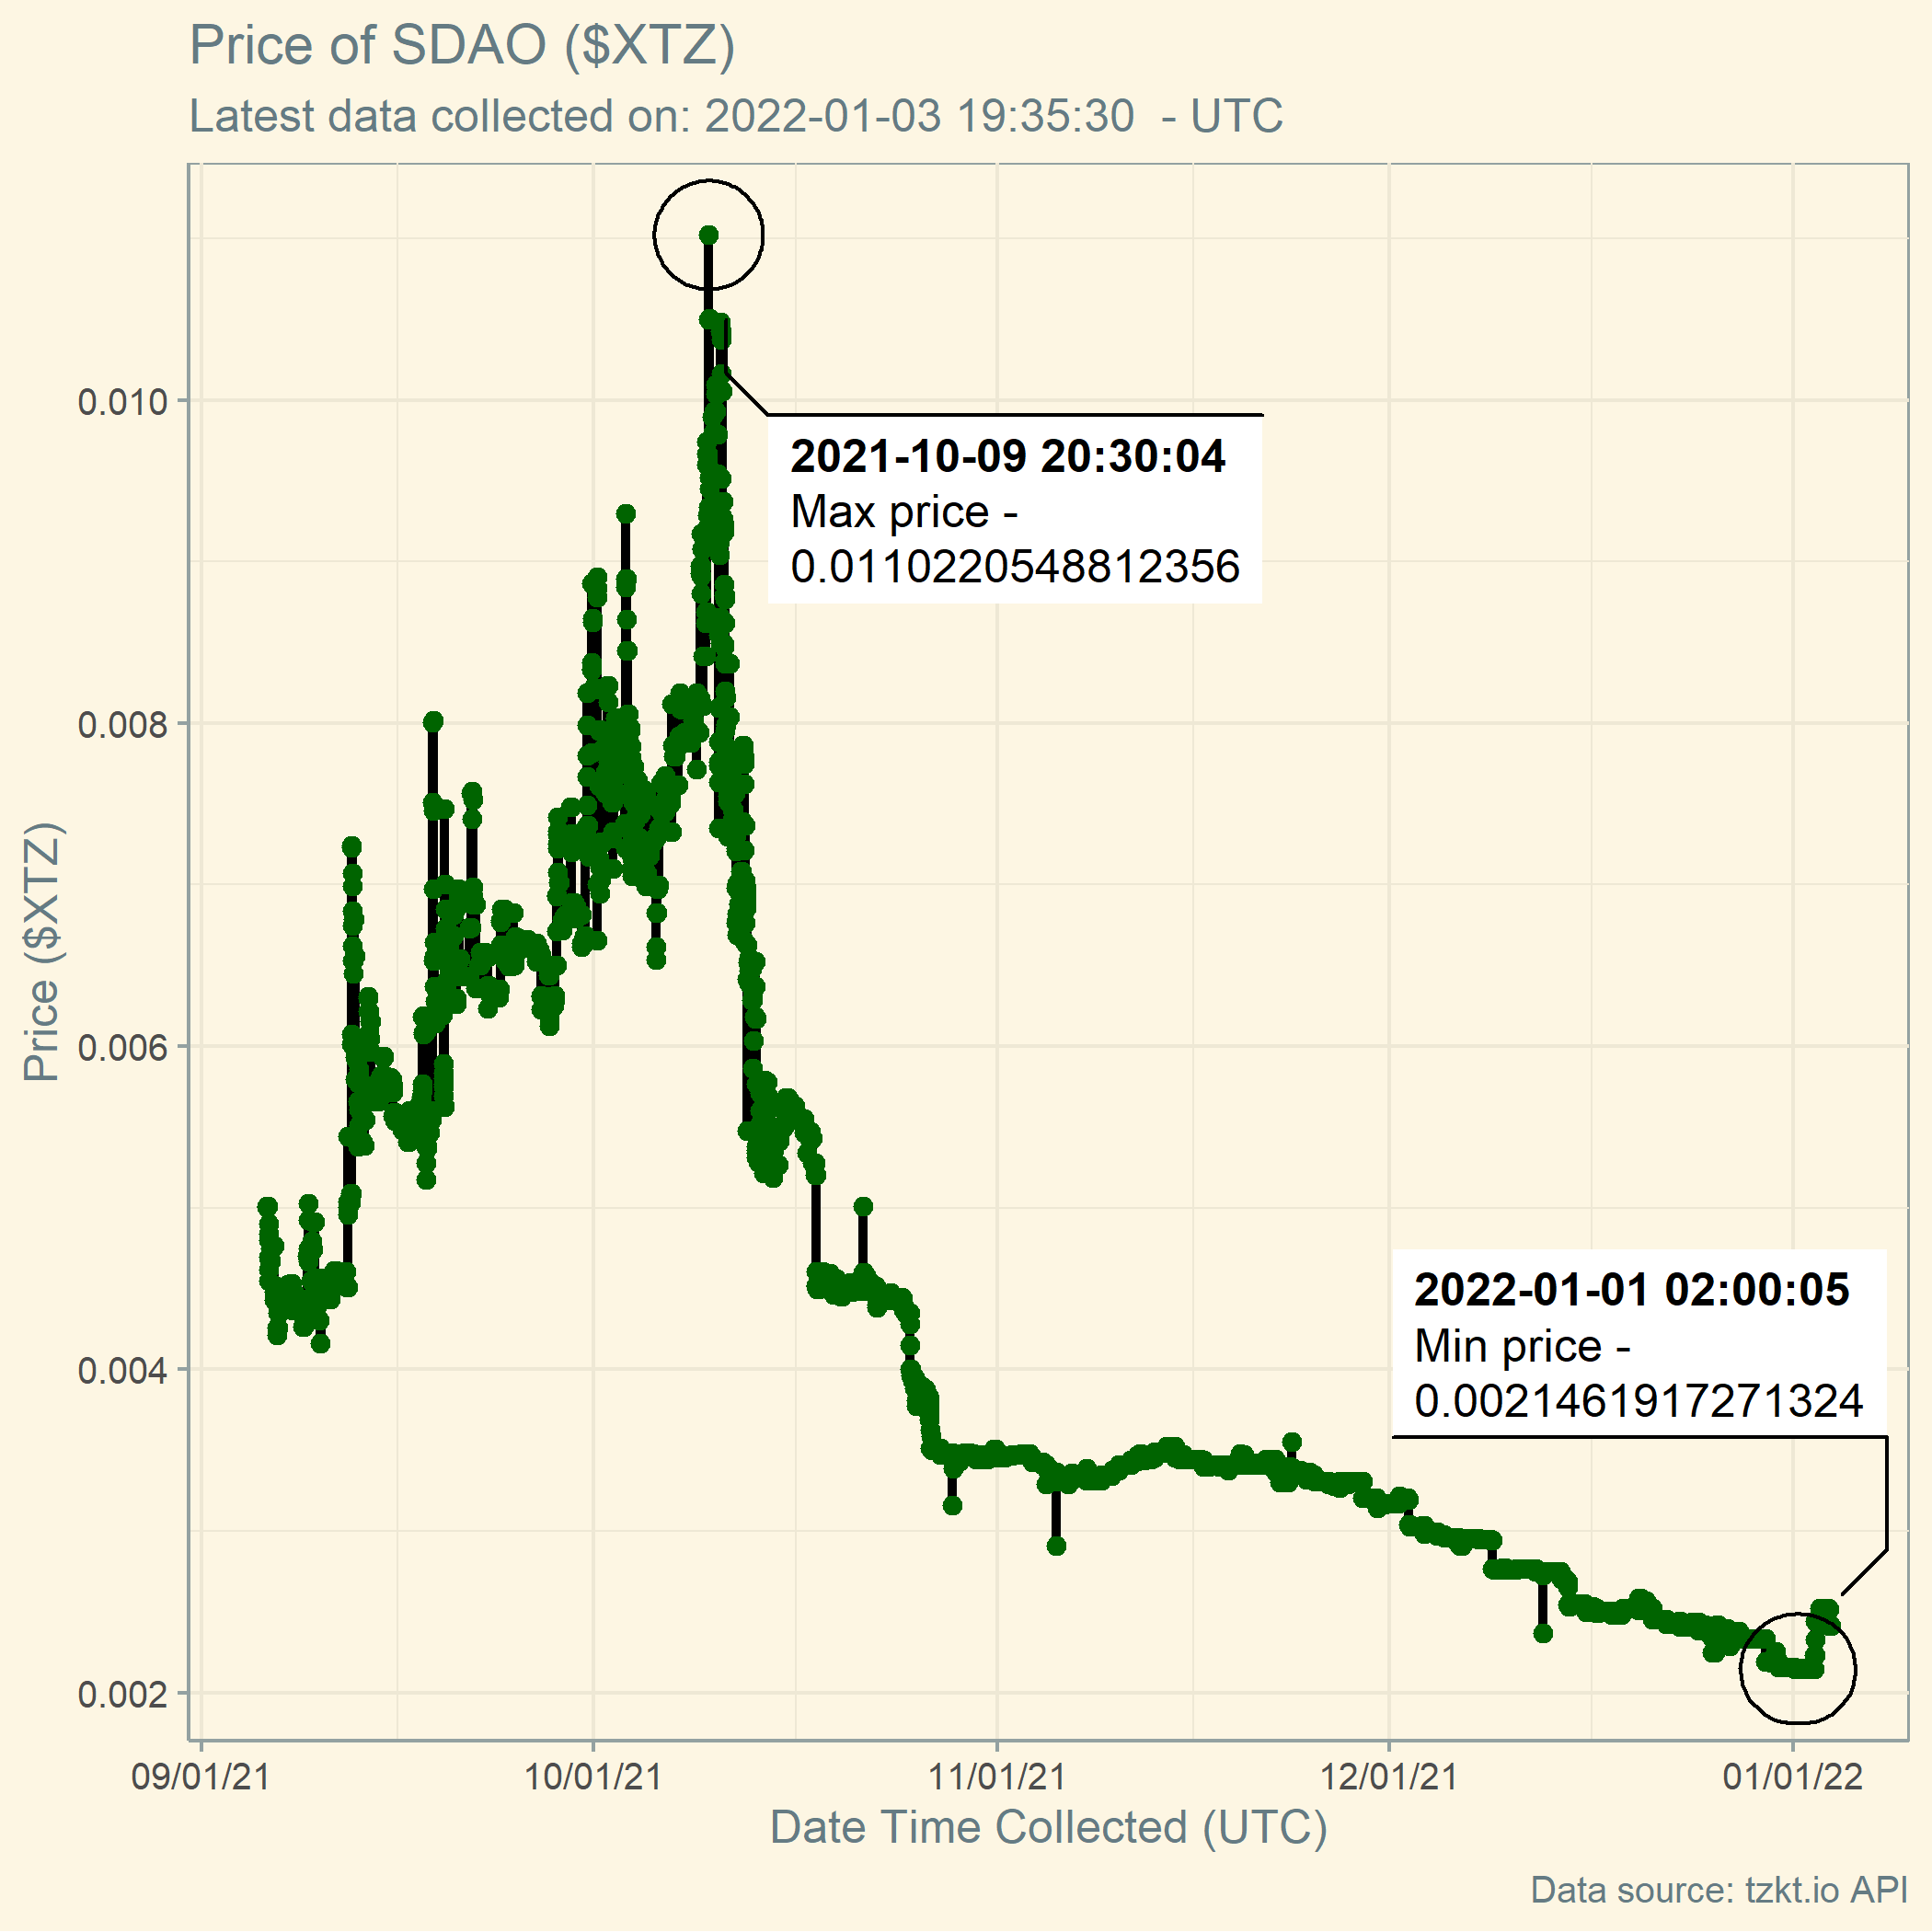 Price of SDAO ($XTZ)
Latest data collected on: 2022-01-03 19:35:30  - UTC
Price ($XTZ)
0.010
0.008
0.006
0.004
0.002
2021-10-09 20:30:04
Max price -
0.0110220548812356
2022-01-01 02:00:05
Min price -
0.0021461917271324
09/01/21
10/01/21
11/01/21
12/01/21
01/01/22
Date Time Collected (UTC)
Data source: tzkt.io API